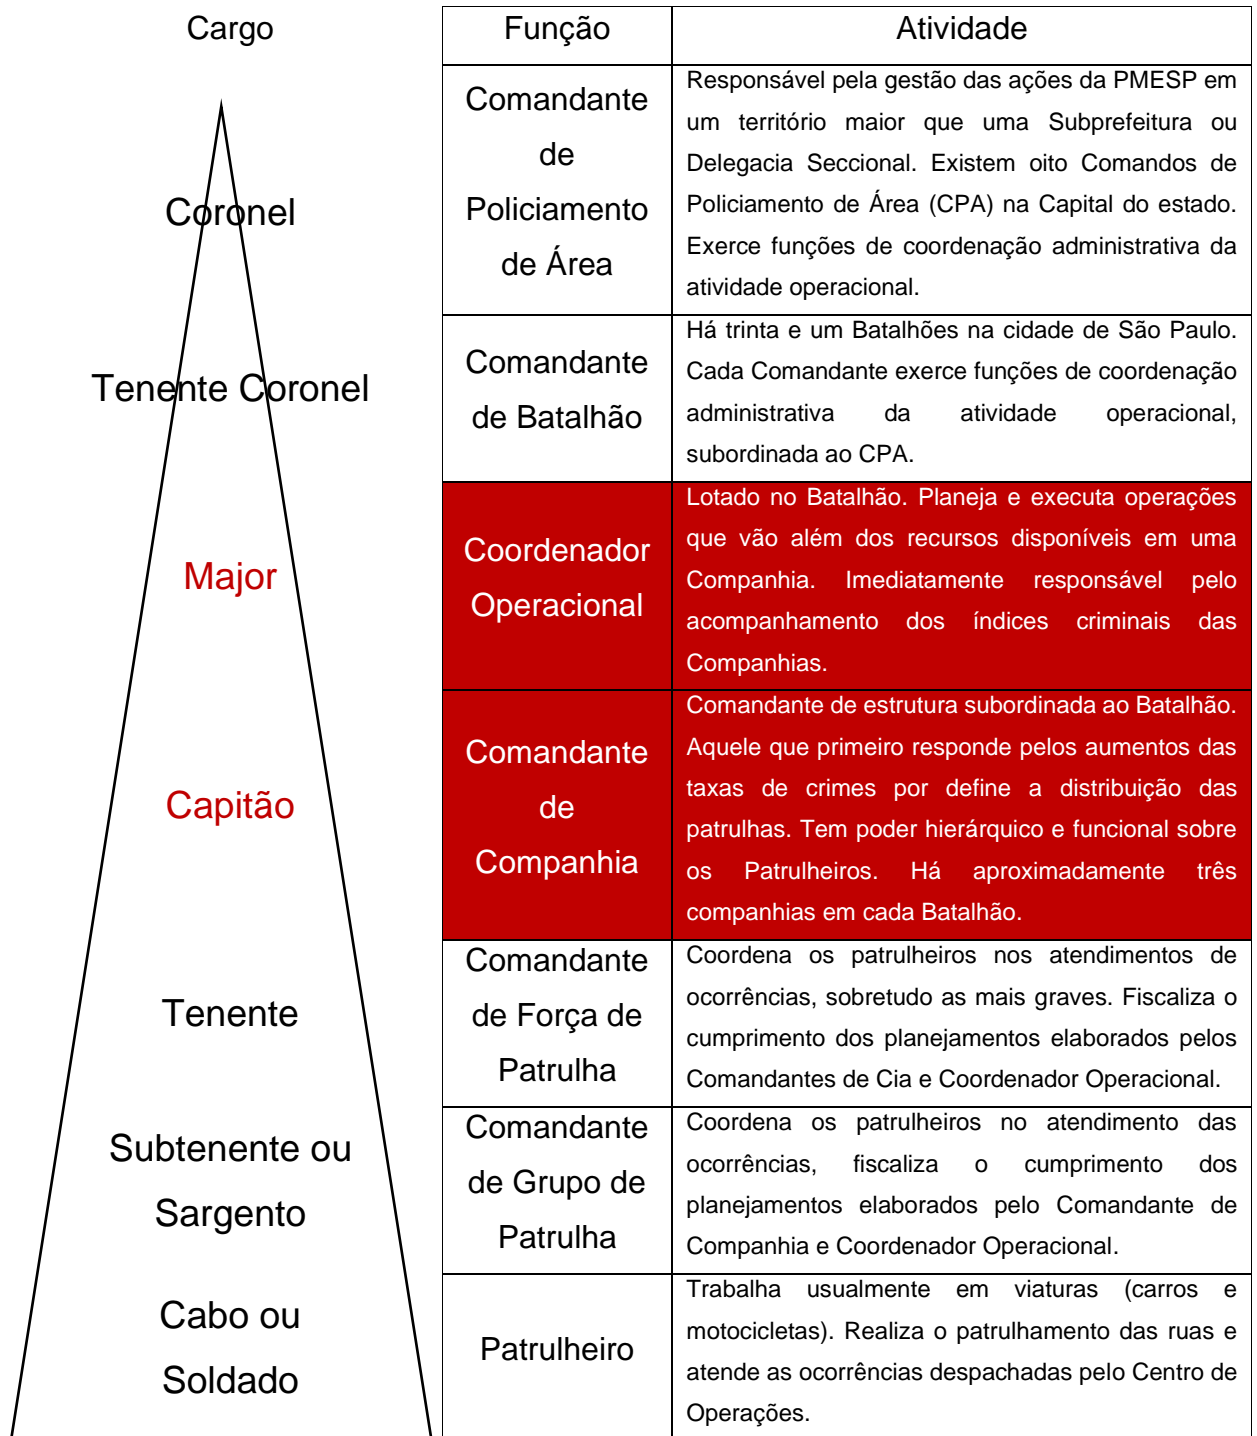 Cargo
Função
Atividade
Coronel
Comandante
de
Policiamento
de Área
Responsável pela gestão das ações da PMESP em
um território maior que uma Subprefeitura ou
Delegacia Seccional. Existem oito Comandos de
Policiamento de Área (CPA) na Capital do estado.
Exerce funções de coordenação administrativa da
atividade operacional.
Tenente Coronel
Comandante
de Batalhão
Há trinta e um Batalhões na cidade de São Paulo.
Cada Comandante exerce funções de coordenação
administrativa da atividade operacional,
subordinada ao CPA.
Major
Coordenador
Operacional
Lotado no Batalhão. Planeja e executa operações
que vão além dos recursos disponíveis em uma
Companhia. Imediatamente responsável pelo
acompanhamento dos índices criminais das
Companhias.
Capitão
Comandante
de
Companhia
Comandante de estrutura subordinada ao Batalhão.
Aquele que primeiro responde pelos aumentos das
taxas de crimes por define a distribuição das
patrulhas. Tem poder hierárquico e funcional sobre
os Patrulheiros. Há aproximadamente três
companhias em cada Batalhão.
Tenente
Comandante
de Força de
Patrulha
Coordena os patrulheiros nos atendimentos de
ocorrências, sobretudo as mais graves. Fiscaliza o
cumprimento dos planejamentos elaborados pelos
Comandantes de Cia e Coordenador Operacional.
Subtenente ou
Sargento
Comandante
de Grupo de
Patrulha
Coordena os patrulheiros no atendimento das
ocorrências, fiscaliza o cumprimento dos
planejamentos elaborados pelo Comandante de
Companhia e Coordenador Operacional.
Cabo ou
Soldado
Patrulheiro
Trabalha usualmente em viaturas (carros e
motocicletas). Realiza o patrulhamento das ruas e
atende as ocorrências despachadas pelo Centro de
Operações.